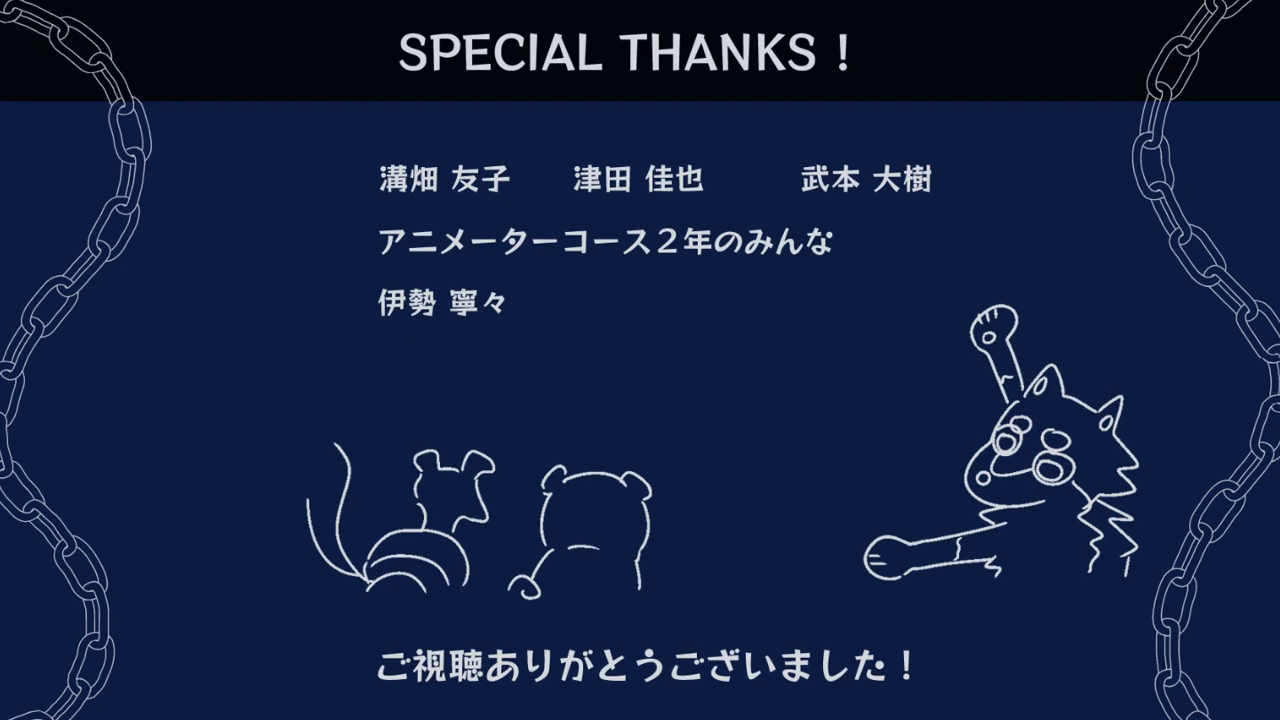 SPECIAL THANKS！
溝畑 友子　津田 佳也　武本 大樹
アニメーターコース２年のみんな
伊勢 寧々
ご視聴ありがとうございました！